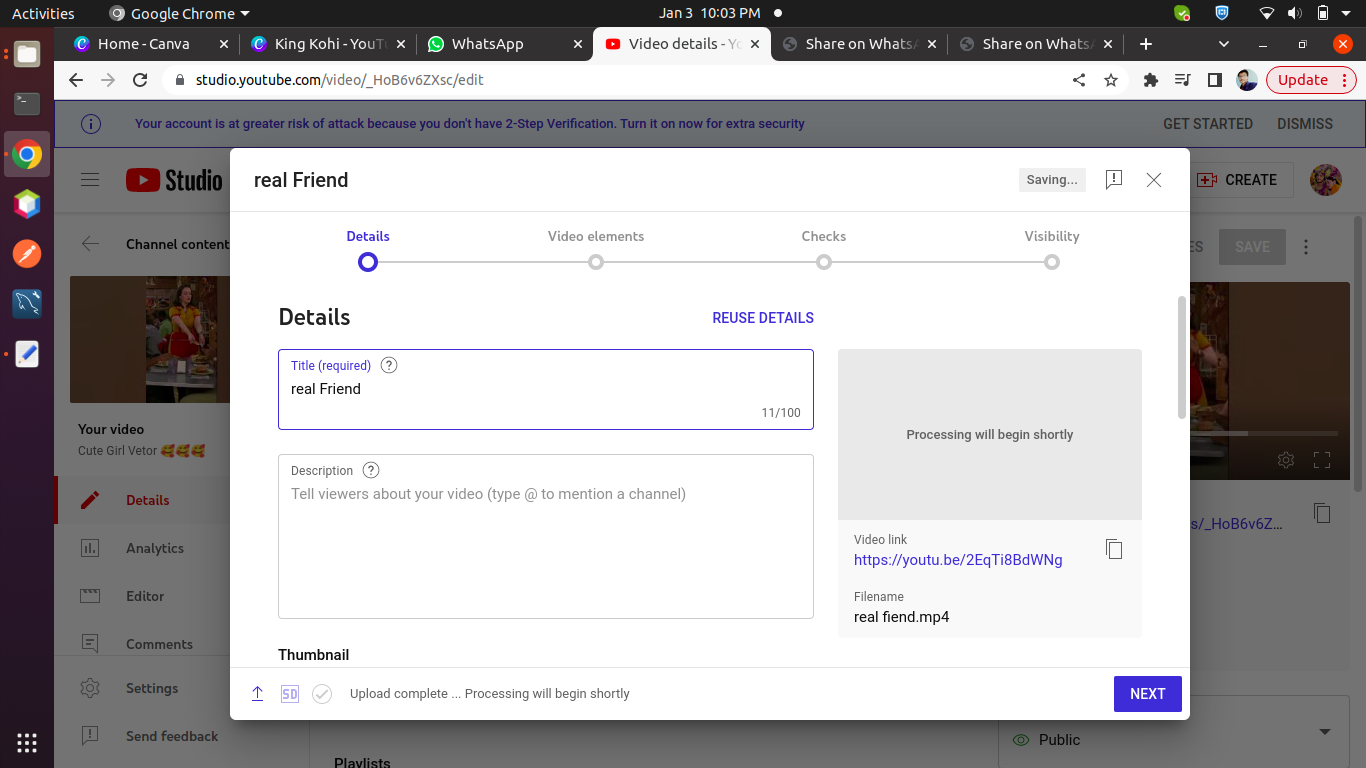 Activities
Google Chrome
Jan 3 10:03 PM
Home - Canva
King Kohi - YouT
WhatsApp
Video details - Yo
Share on Whats
Share on Whats
studio.youtube.com/video/_HoB6v6ZXsc/edit
Update
Your account is at greater risk of attack because you don't have 2-Step Verification. Turn it on now for extra security
GET STARTED
DISMISS
Studio
CREATE
real Friend
Saving...
Details
Video elements
Checks
Visibility
Channel content
ES
SAVE
Details
REUSE DETAILS
Title (required)
real Friend
11/100
Processing will begin shortly
Your video
Cute Girl Vetor 🥰🥰🥰
Description
Tell viewers about your video (type @ to mention a channel)
Details
Analytics
Editor
Comments
Settings
Send feedback
Video link
https://youtu.be/2EqTi8BdWNg
Filename
real fiend.mp4
s/_HoB6v6Z...
Thumbnail
SD
Upload complete ... Processing will begin shortly
NEXT
Public
Playlists